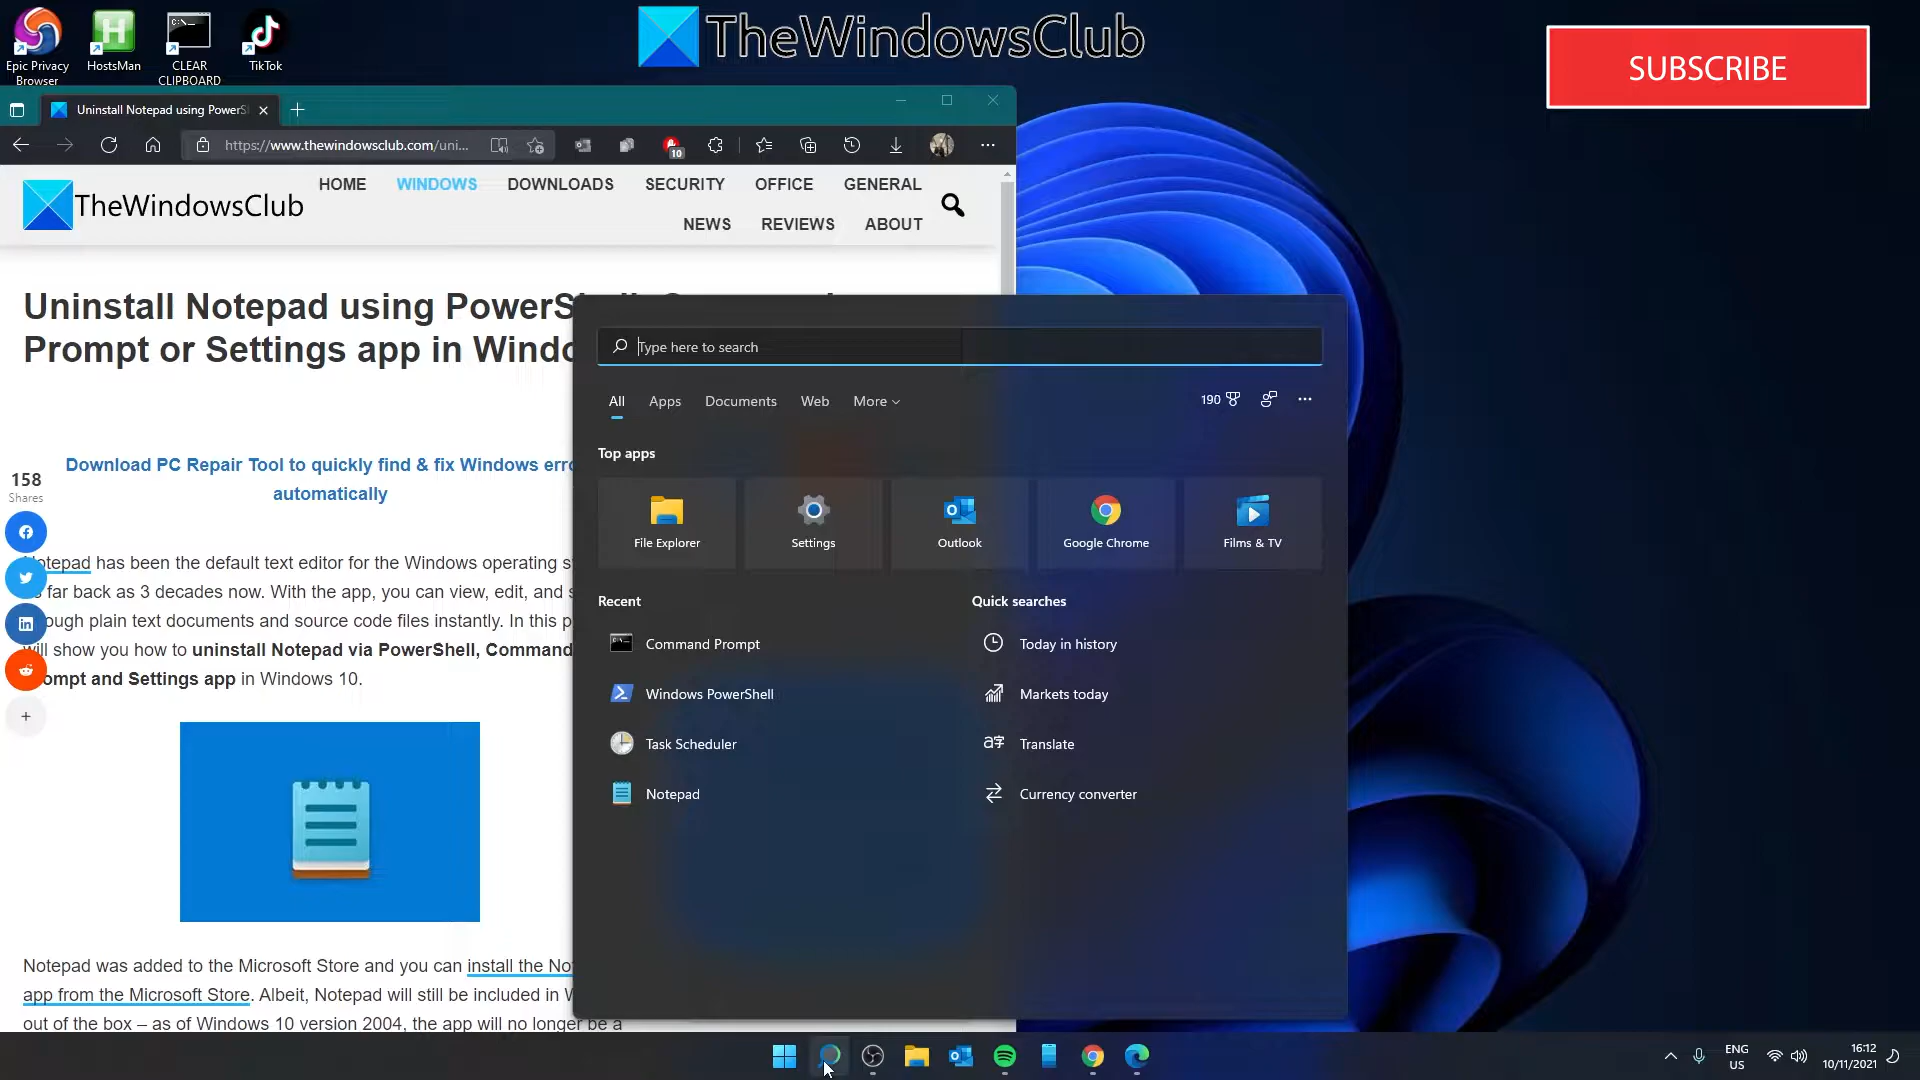 Epic Privacy
Browser
HostsMan
CLEAR
CLIPBOARD
TikTok
TheWindowsClub
SUBSCRIBE
Uninstall Notepad using PowerS
https://www.thewindowsclub.com/uni...
10
TheWindowsClub
HOME WINDOWS DOWNLOADS SECURITY OFFICE GENERAL
NEWS REVIEWS ABOUT
Uninstall Notepad using PowerS
Prompt or Settings app in Windo
Download PC Repair Tool to quickly find & fix Windows erro
automatically
158
Shares
otepad has been the default text editor for the Windows operating s
far back as 3 decades now. With the app, you can view, edit, and s
ough plain text documents and source code files instantly. In this p
will show you how to uninstall Notepad via PowerShell, Command
ompt and Settings app in Windows 10.
Notepad was added to the Microsoft Store and you can install the No
app from the Microsoft Store. Albeit, Notepad will still be included in W
out of the box – as of Windows 10 version 2004, the app will no longer be a
Type here to search
All Apps Documents Web More
190
Top apps
File Explorer
Settings
Outlook
Google Chrome
Films & TV
Recent
Command Prompt
Windows PowerShell
Task Scheduler
Notepad
Quick searches
Today in history
Markets today
Translate
Currency converter
ENG
US
16:12
10/11/2021